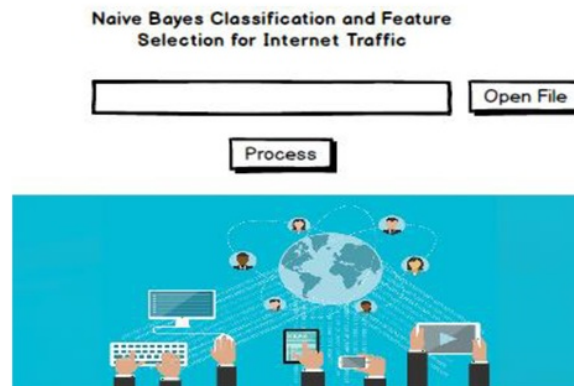 Naive Bayes Classification and Feature
Selection for Internet Traffic
Open File
Process